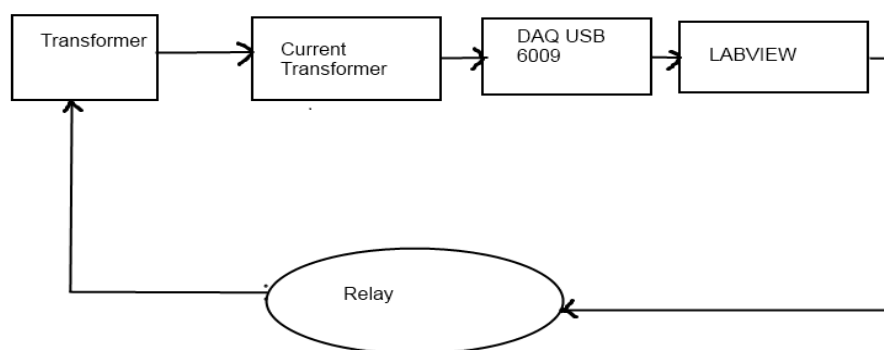 Transformer
Current
Transformer
DAQ USB
6009
LABVIEW
Relay